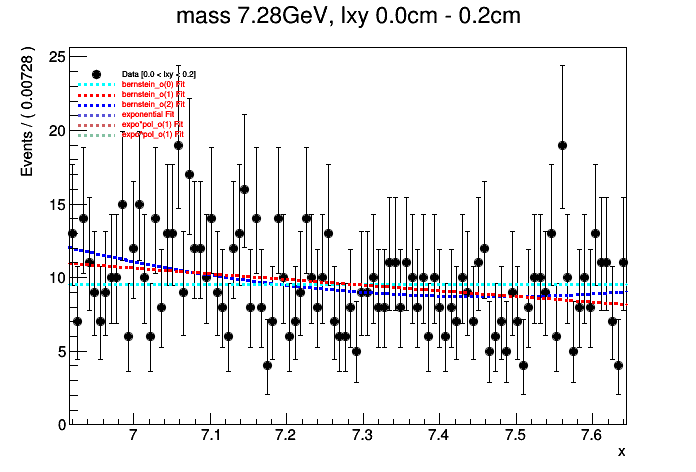 mass 7.28GeV, lxy 0.0cm - 0.2cm
Events / ( 0.00728 )
25
20
15
10
5
0
Data [0.0 < lxy < 0.2]
bernstein_o(0) Fit
bernstein_o(1) Fit
bernstein_o(2) Fit
exponential Fit
expo*pol_o(1) Fit
expo*pol_o(1) Fit
7 7.1 7.2 7.3 7.4 7.5 7.6
x